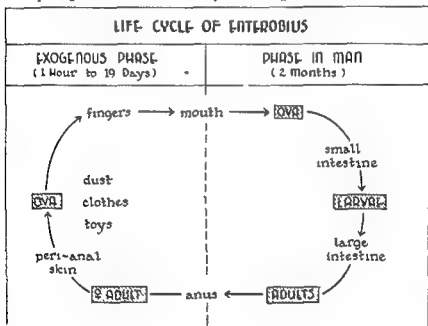 LIFE CYCLE OF ENTEROBIUS
EXOGENOUS PHASE
(1 Hour to 19 Days)
PHASE IN MAN
(2 Months)
fingers
mouth
OVA
small
intestine
LARVAE
large
intestine
ADULTS
anus
♀ ADULT
peri-anal
skin
OVA
dust
clothes
toys